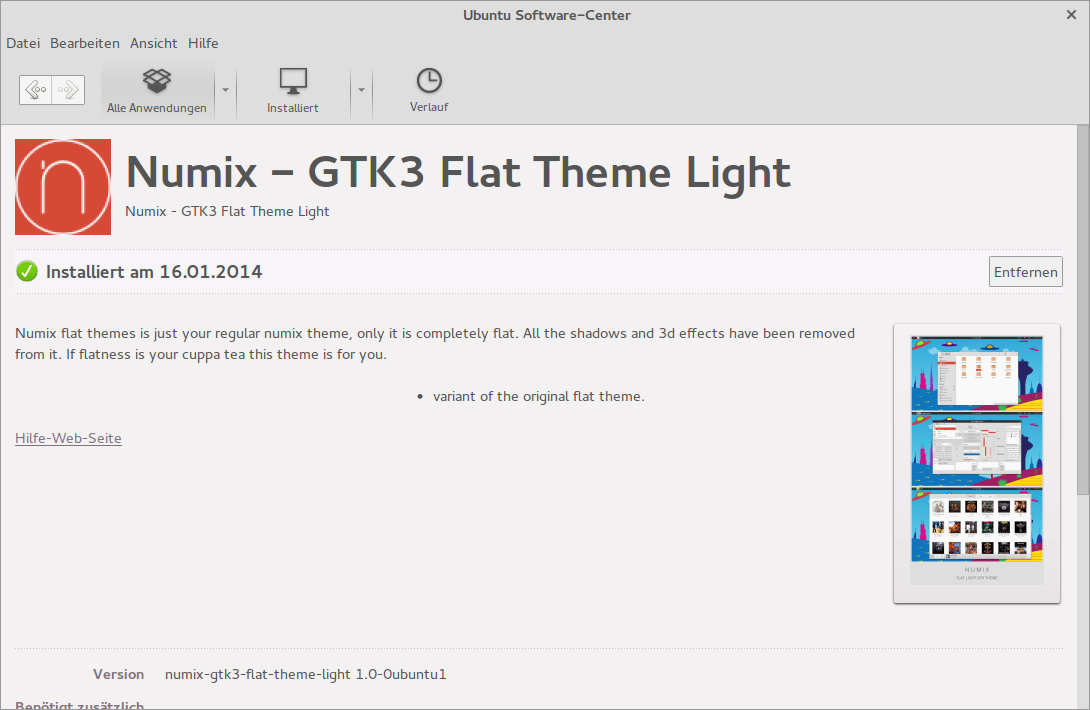 Ubuntu Software-Center
Datei Bearbeiten Ansicht Hilfe
Alle Anwendungen
Installiert
Verlauf
Numix – GTK3 Flat Theme Light
Numix - GTK3 Flat Theme Light
Installiert am 16.01.2014
Entfernen
Numix flat themes is just your regular numix theme, only it is completely flat. All the shadows and 3d effects have been removed
from it. If flatness is your cuppa tea this theme is for you.
• variant of the original flat theme.
Hilfe-Web-Seite
NUMIX
FLAT LIGHT GTK THEME
Version numix-gtk3-flat-theme-light 1.0-0ubuntu1
Benötigt zusätzlich